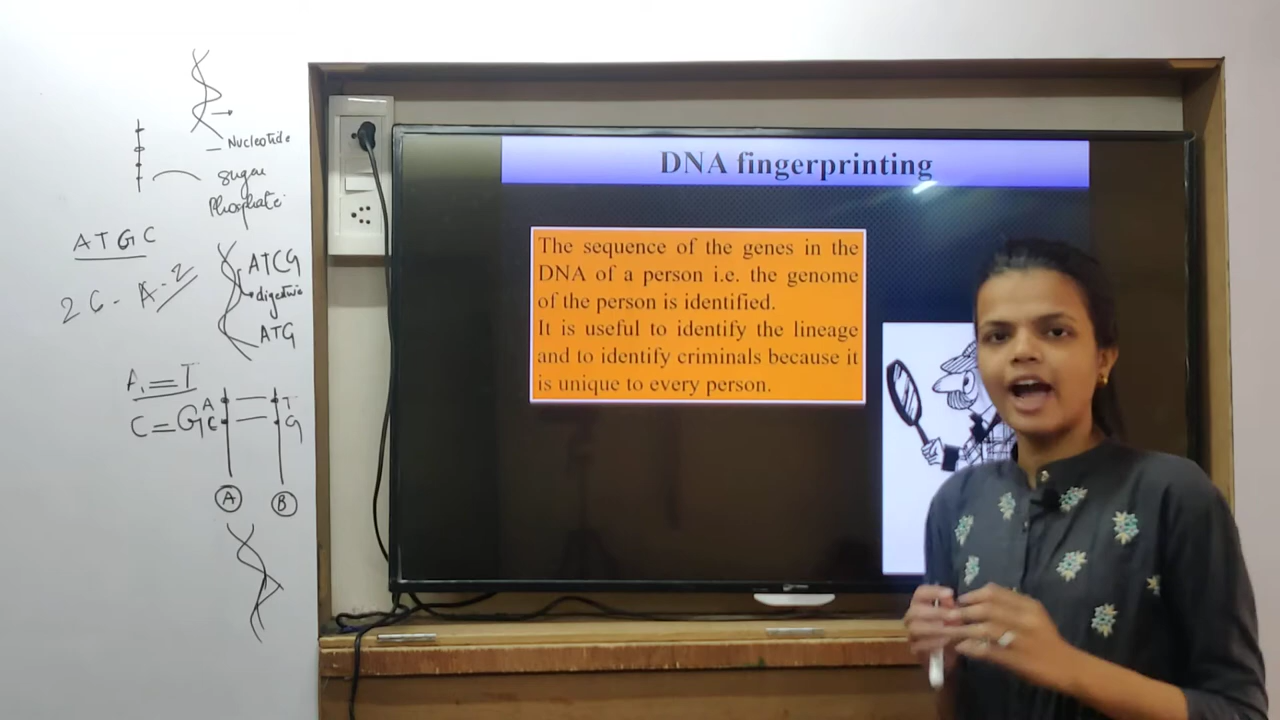 Nucleotide
Sugar
Phosphate
ATGC
2 C - A - 2
ATCG
digestive
ATG
A = T
C = G
A T
C G
A B
DNA fingerprinting
The sequence of the genes in the
DNA of a person i.e. the genome
of the person is identified.
It is useful to identify the lineage
and to identify criminals because it
is unique to every person.